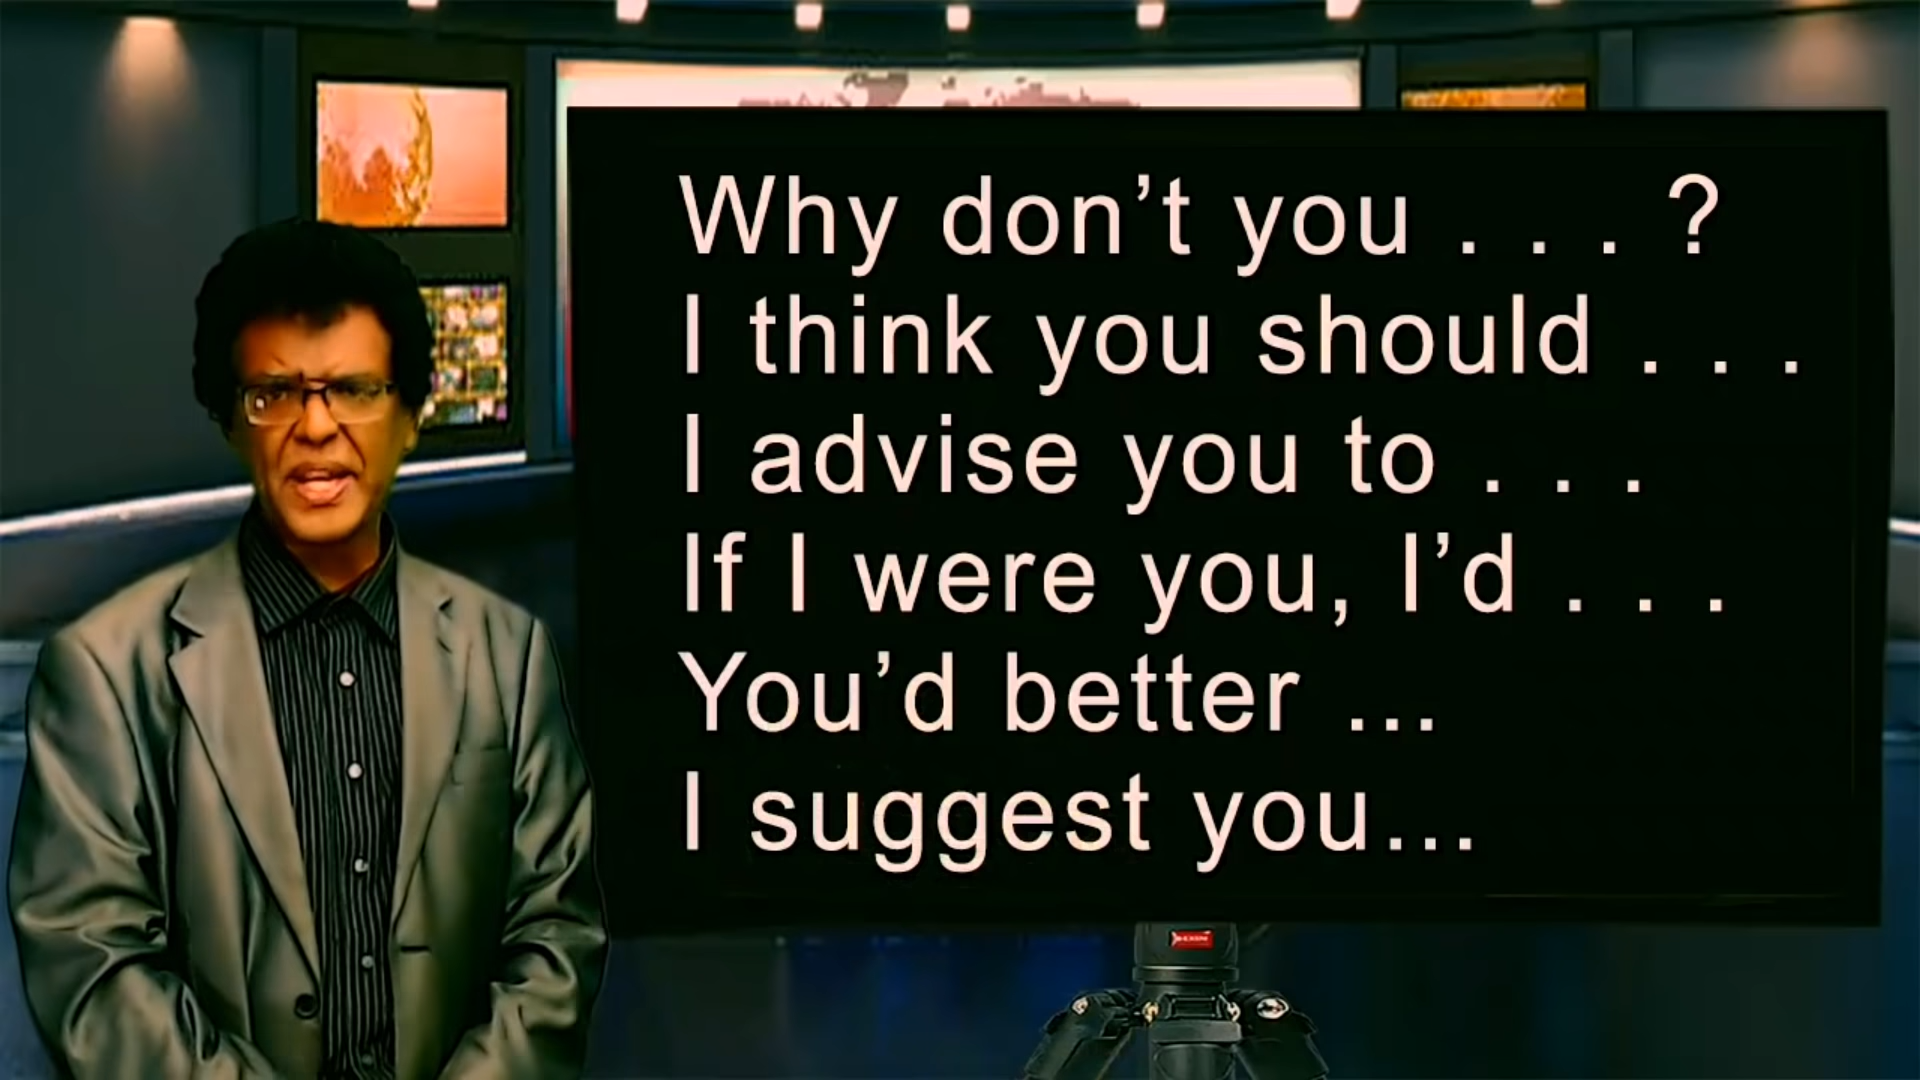 Why don’t you . . . ?
I think you should . . .
I advise you to . . .
If I were you, I’d . . .
You’d better ...
I suggest you...